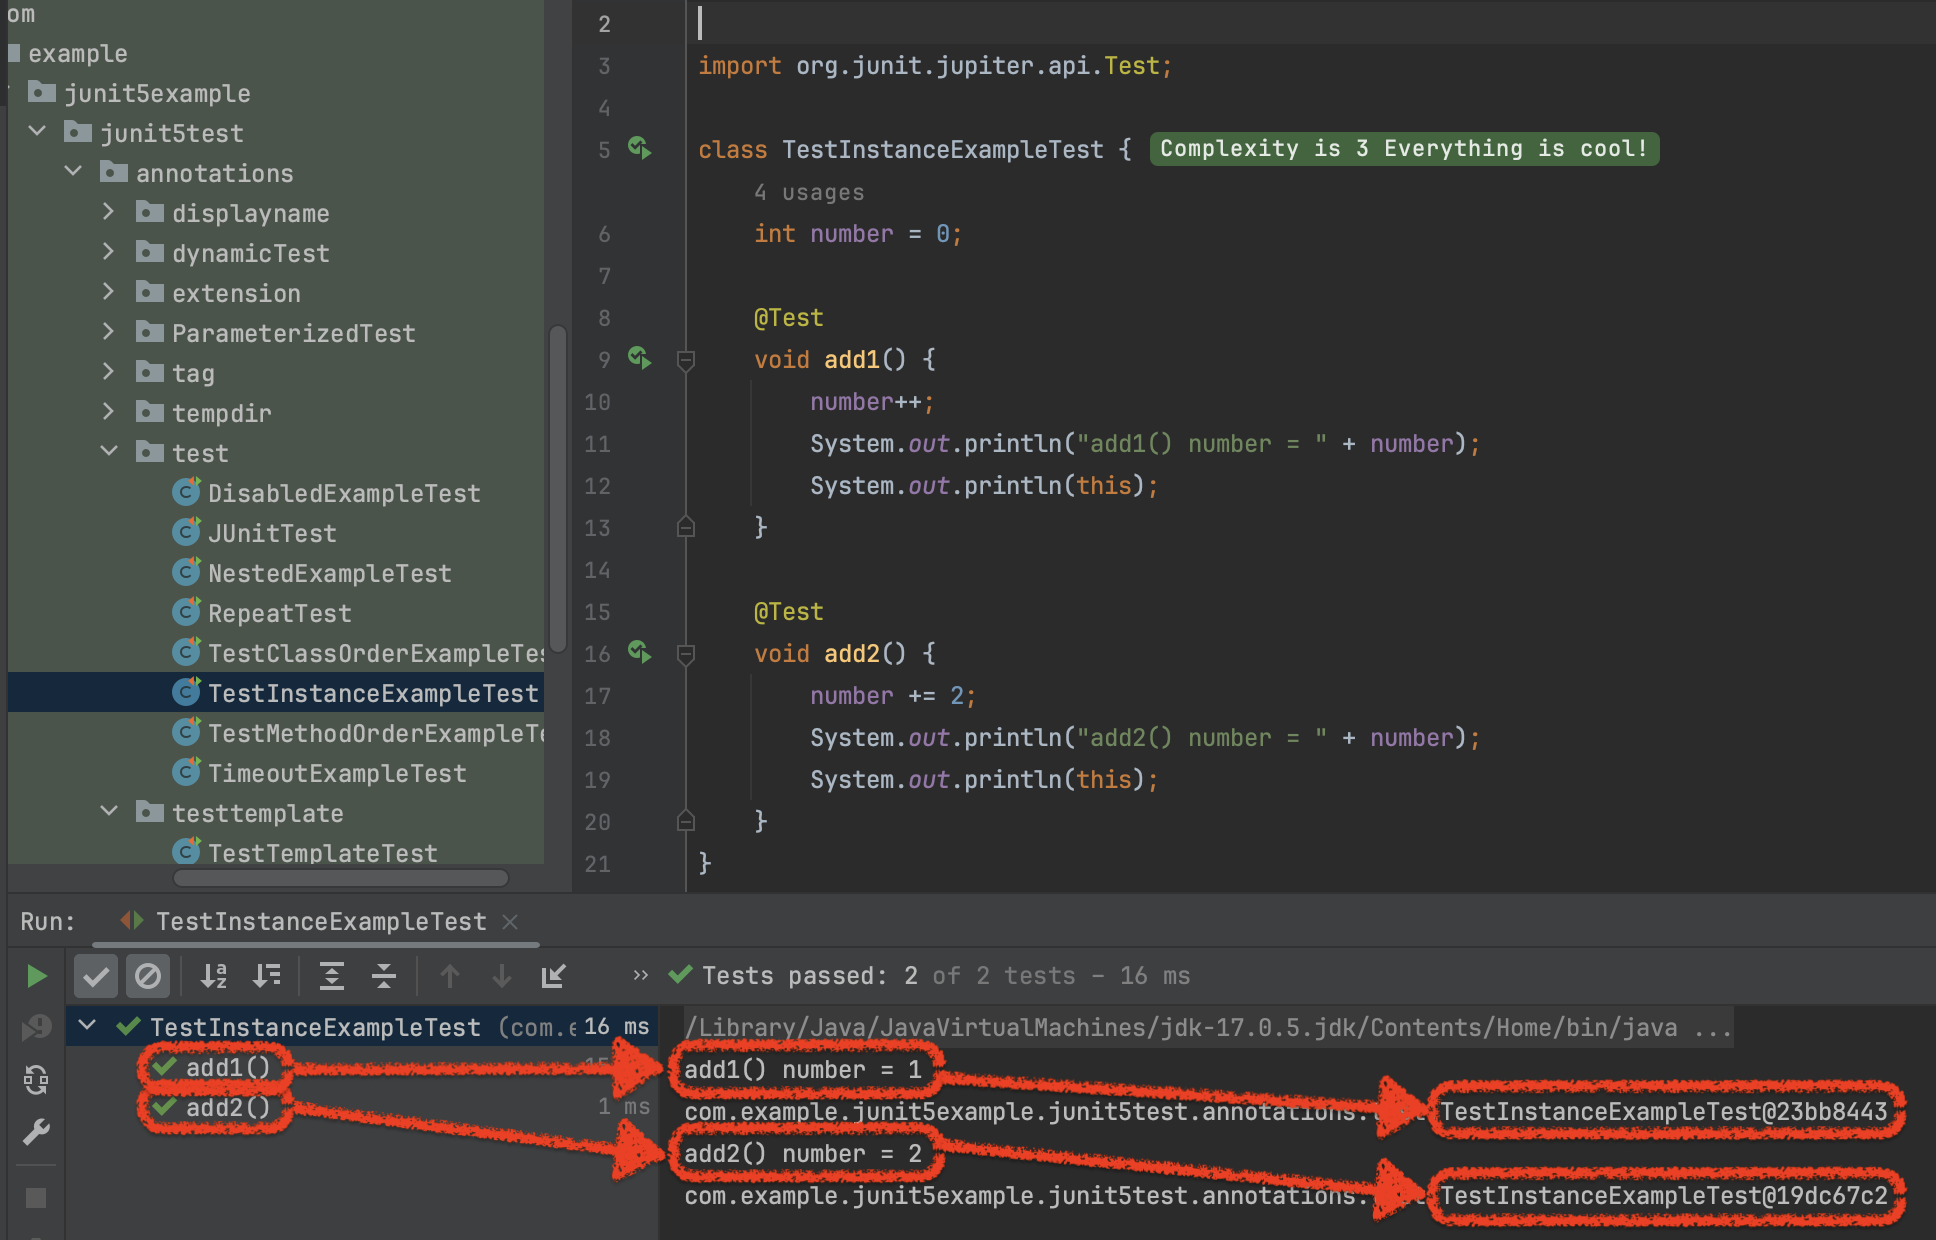 om
example
junit5example
junit5test
annotations
displayname
dynamicTest
extension
ParameterizedTest
tag
tempdir
test
DisabledExampleTest
JUnitTest
NestedExampleTest
RepeatTest
TestClassOrderExampleTes
TestInstanceExampleTest
TestMethodOrderExampleTe
TimeoutExampleTest
testtemplate
TestTemplateTest
2
3 import org.junit.jupiter.api.Test;
4
5 class TestInstanceExampleTest { Complexity is 3 Everything is cool!
4 usages
6 int number = 0;
7
8 @Test
9 void add1() {
10 number++;
11 System.out.println("add1() number = " + number);
12 System.out.println(this);
13 }
14
15 @Test
16 void add2() {
17 number += 2;
18 System.out.println("add2() number = " + number);
19 System.out.println(this);
20 }
21 }
Run: TestInstanceExampleTest
Tests passed: 2 of 2 tests – 16 ms
TestInstanceExampleTest (com.e 16 ms
add1()
add2() 1 ms
/Library/Java/JavaVirtualMachines/jdk-17.0.5.jdk/Contents/Home/bin/java ...
add1() number = 1
com.example.junit5example.junit5test.annotations. TestInstanceExampleTest@23bb8443
add2() number = 2
com.example.junit5example.junit5test.annotations. TestInstanceExampleTest@19dc67c2